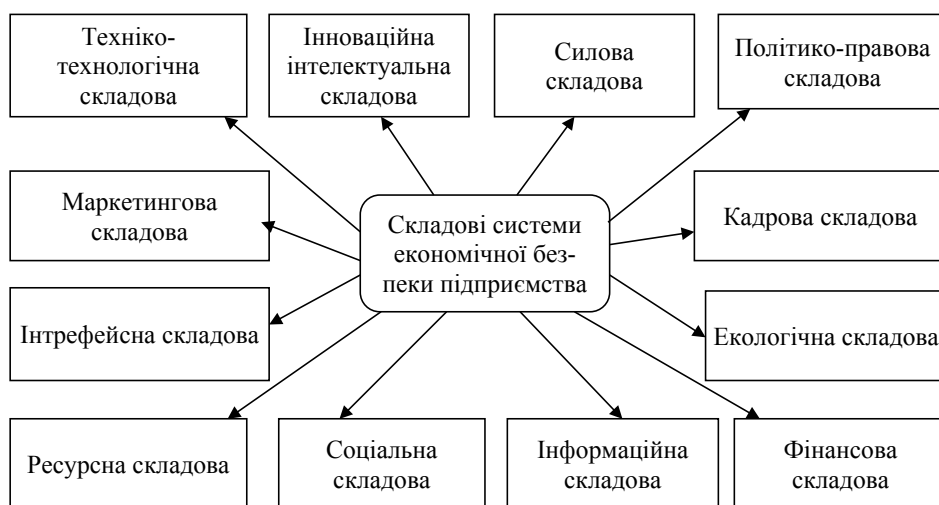 Техніко-
технологічна
складова
Інноваційна
інтелектуальна
складова
Силова
складова
Політико-правова
складова
Маркетингова
складова
Складові системи
економічної без-
пеки підприємства
Кадрова складова
Інтрефейсна складова
Екологічна складова
Ресурсна складова
Соціальна
складова
Інформаційна
складова
Фінансова
складова